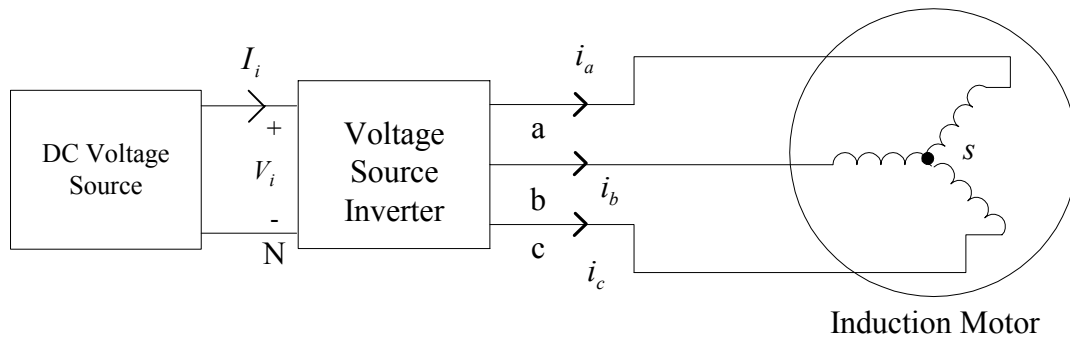 I_i
i_a
DC Voltage
Source
+
V_i
-
N
Voltage
Source
Inverter
a
b
c
i_b
i_c
s
Induction Motor